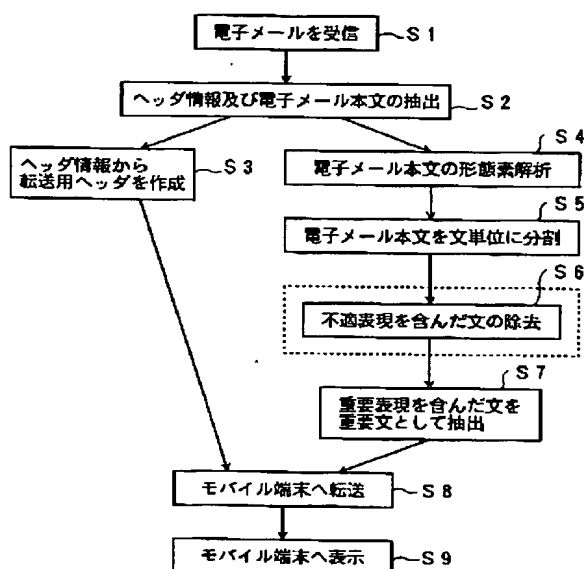 電子メールを受信
S1
ヘッダ情報及び電子メール本文の抽出
S2
ヘッダ情報から
転送用ヘッダを作成
S3
S4
電子メール本文の形態素解析
S5
電子メール本文を文単位に分割
S6
不適表現を含んだ文の除去
S7
重要表現を含んだ文を
重要文として抽出
モバイル端末へ転送
S8
モバイル端末へ表示
S9